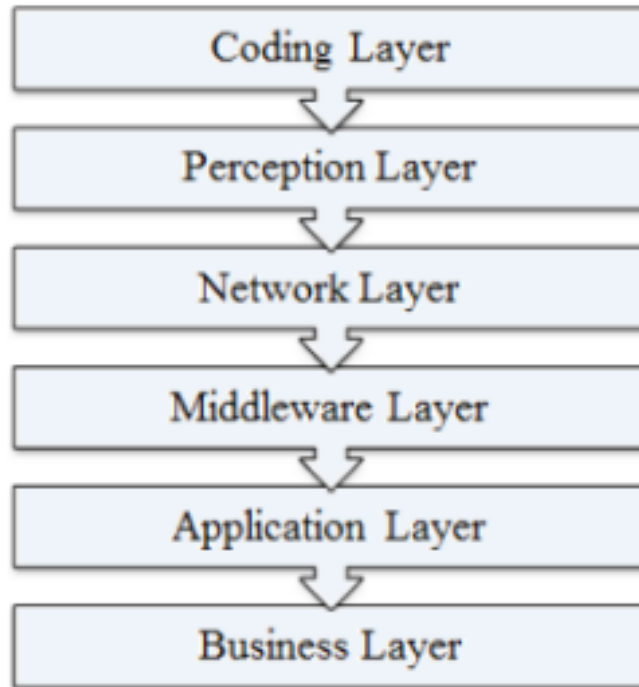 Coding Layer
Perception Layer
Network Layer
Middleware Layer
Application Layer
Business Layer